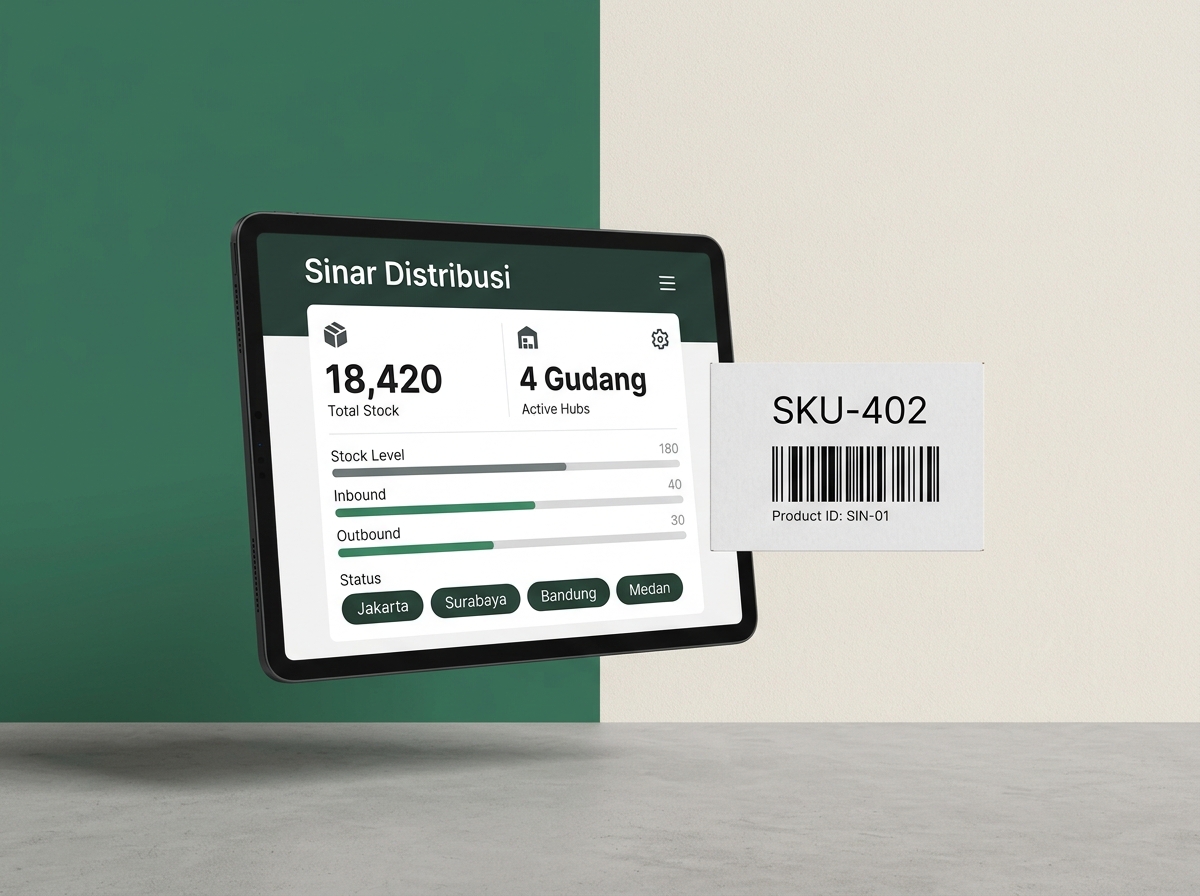 Sinar Distribusi
18,420
Total Stock
4 Gudang
Active Hubs
Stock Level
180
Inbound
40
Outbound
30
Status
Jakarta
Surabaya
Bandung
Medan
SKU-402
Product ID: SIN-01